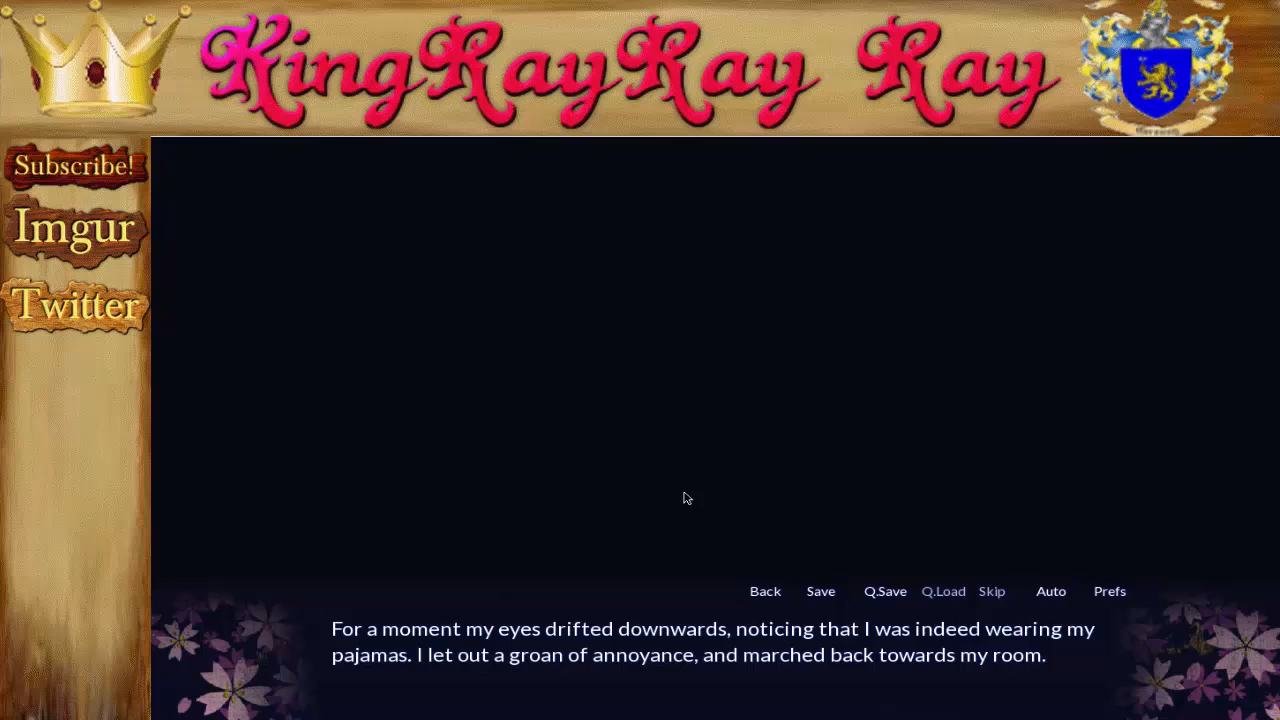 KingRayRay Ray
Subscribe!
Imgur
Twitter
Back Save Q.Save Q.Load Skip Auto Prefs
For a moment my eyes drifted downwards, noticing that I was indeed wearing my
pajamas. I let out a groan of annoyance, and marched back towards my room.